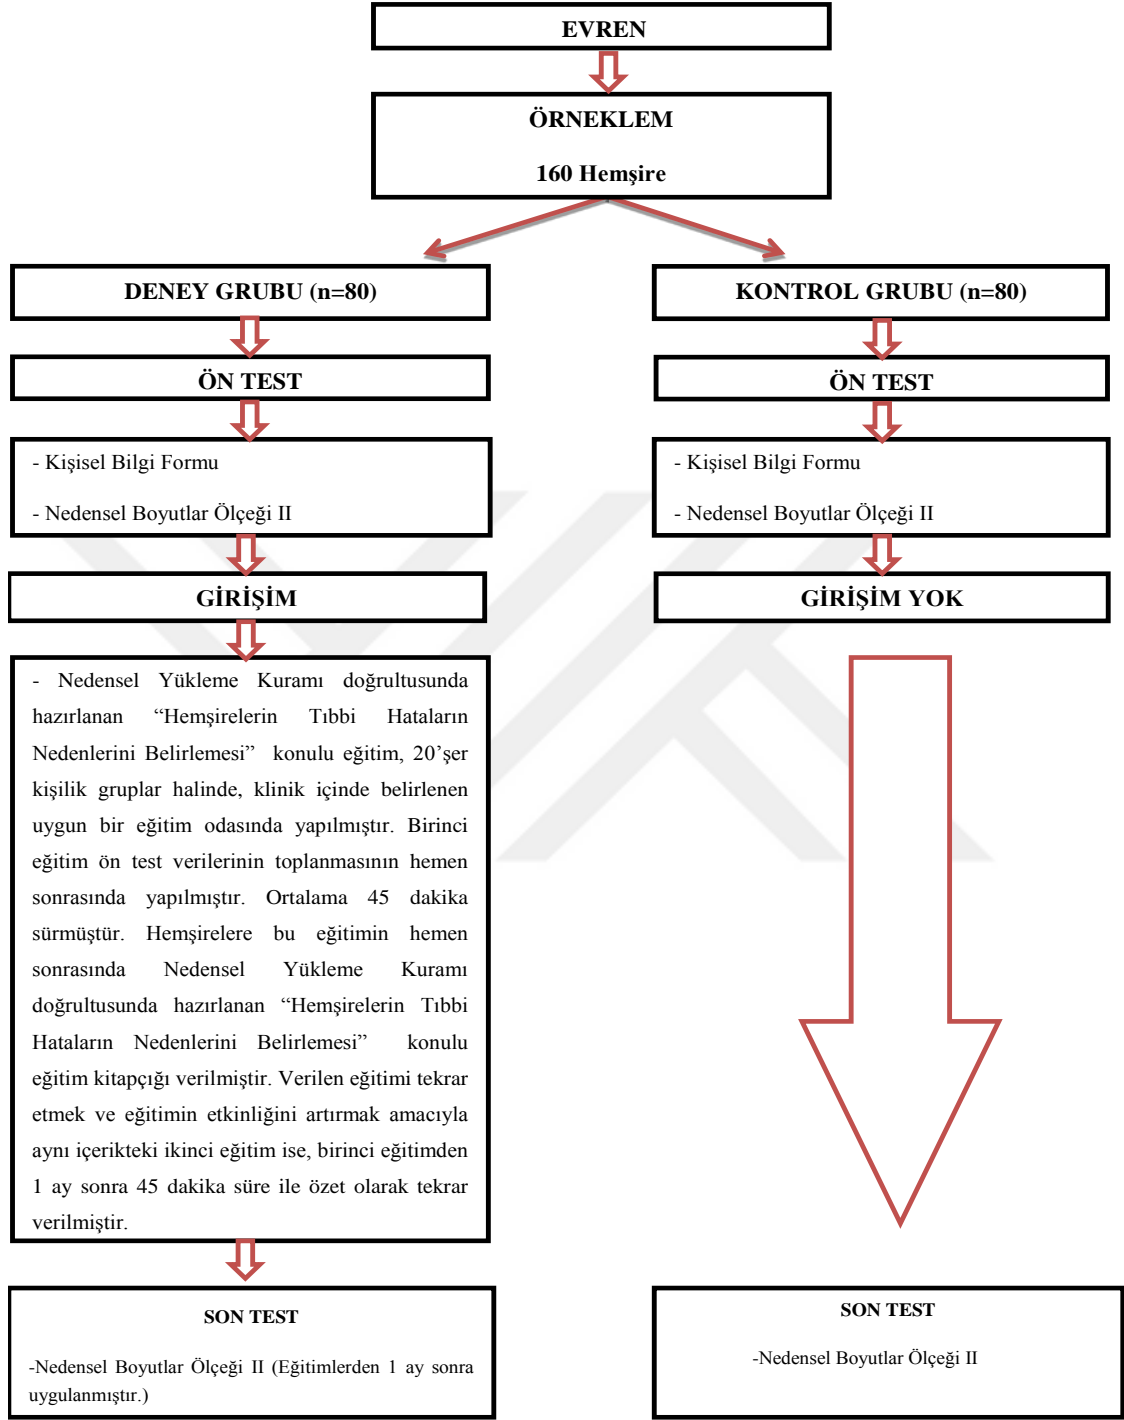 EVREN
ÖRNEKLEM
160 Hemşire
DENEY GRUBU (n=80)
ÖN TEST
- Kişisel Bilgi Formu
- Nedensel Boyutlar Ölçeği II
GİRİŞİM
- Nedensel Yükleme Kuramı doğrultusunda
hazırlanan “Hemşirelerin Tıbbi Hataların
Nedenlerini Belirlemesi” konulu eğitim, 20’şer
kişilik gruplar halinde, klinik içinde belirlenen
uygun bir eğitim odasında yapılmıştır. Birinci
eğitim ön test verilerinin toplanmasının hemen
sonrasında yapılmıştır. Ortalama 45 dakika
sürmüştür. Hemşirelere bu eğitimin hemen
sonrasında Nedensel Yükleme Kuramı
doğrultusunda hazırlanan “Hemşirelerin Tıbbi
Hataların Nedenlerini Belirlemesi” konulu
eğitim kitapçığı verilmiştir. Verilen eğitimi tekrar
etmek ve eğitimin etkinliğini artırmak amacıyla
aynı içerikteki ikinci eğitim ise, birinci eğitimden
1 ay sonra 45 dakika süre ile özet olarak tekrar
verilmiştir.
SON TEST
-Nedensel Boyutlar Ölçeği II (Eğitimlerden 1 ay sonra
uygulanmıştır.)
KONTROL GRUBU (n=80)
ÖN TEST
- Kişisel Bilgi Formu
- Nedensel Boyutlar Ölçeği II
GİRİŞİM YOK
SON TEST
-Nedensel Boyutlar Ölçeği II